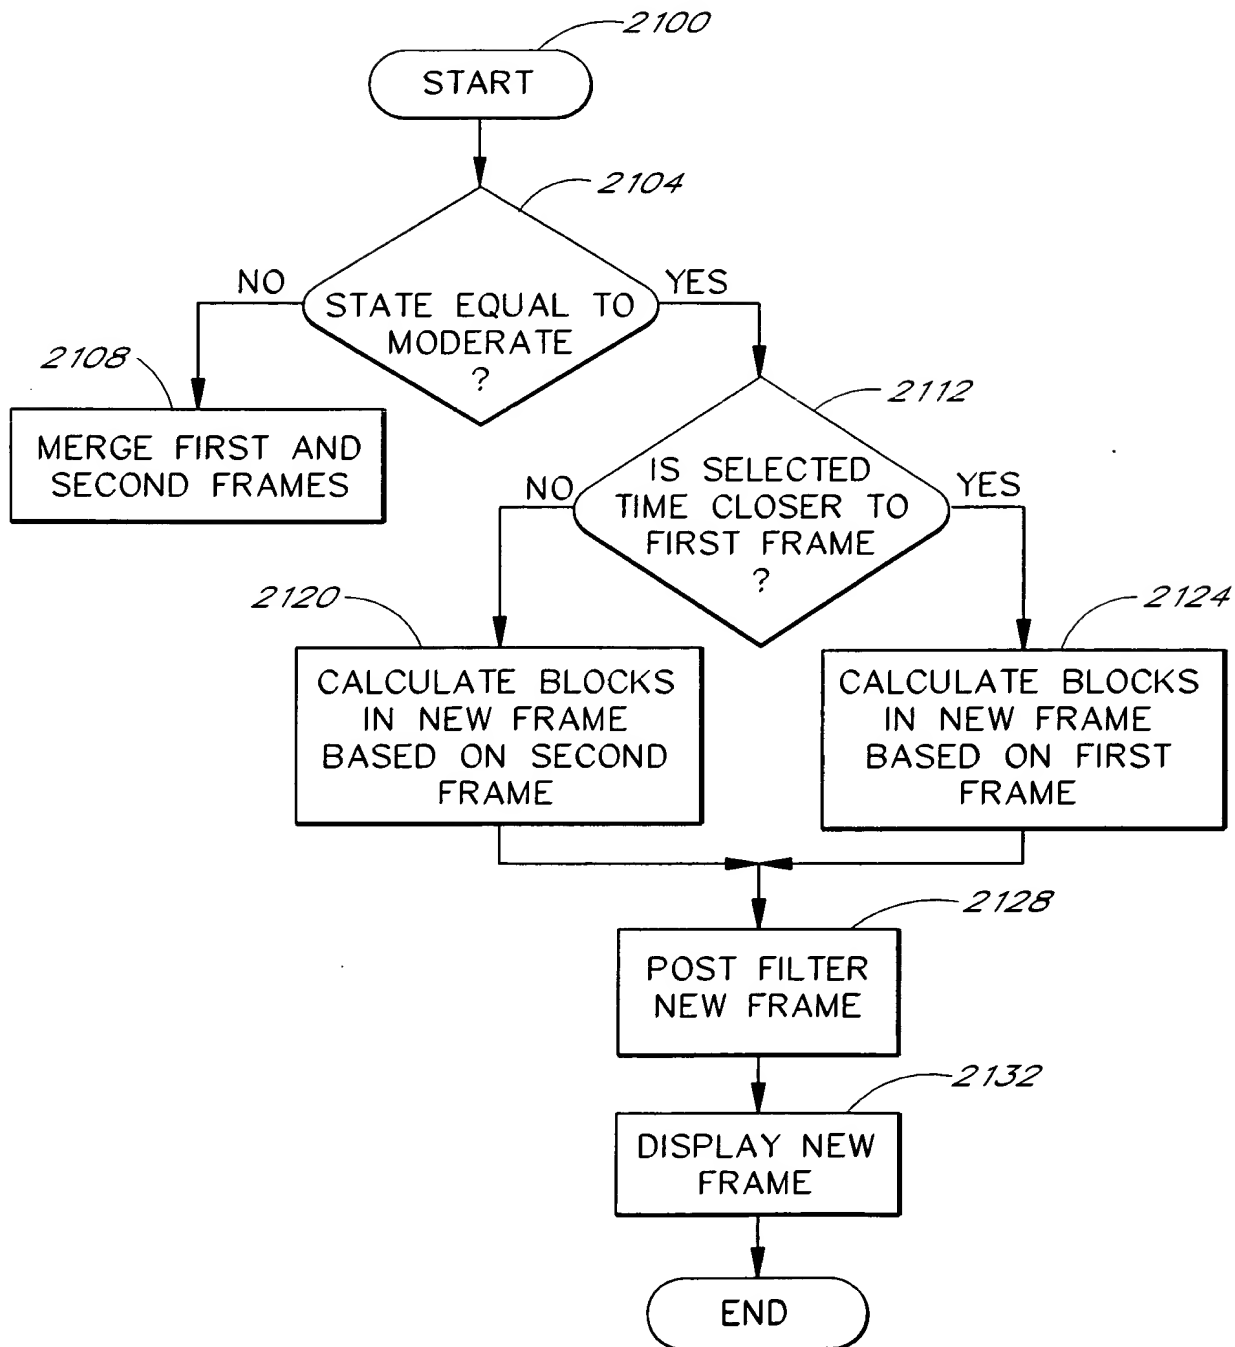 2100
START
2104
NO
YES
STATE EQUAL TO
MODERATE
?
2108
MERGE FIRST AND
SECOND FRAMES
2112
NO
YES
IS SELECTED
TIME CLOSER TO
FIRST FRAME
?
2120
CALCULATE BLOCKS
IN NEW FRAME
BASED ON SECOND
FRAME
2124
CALCULATE BLOCKS
IN NEW FRAME
BASED ON FIRST
FRAME
2128
POST FILTER
NEW FRAME
2132
DISPLAY NEW
FRAME
END